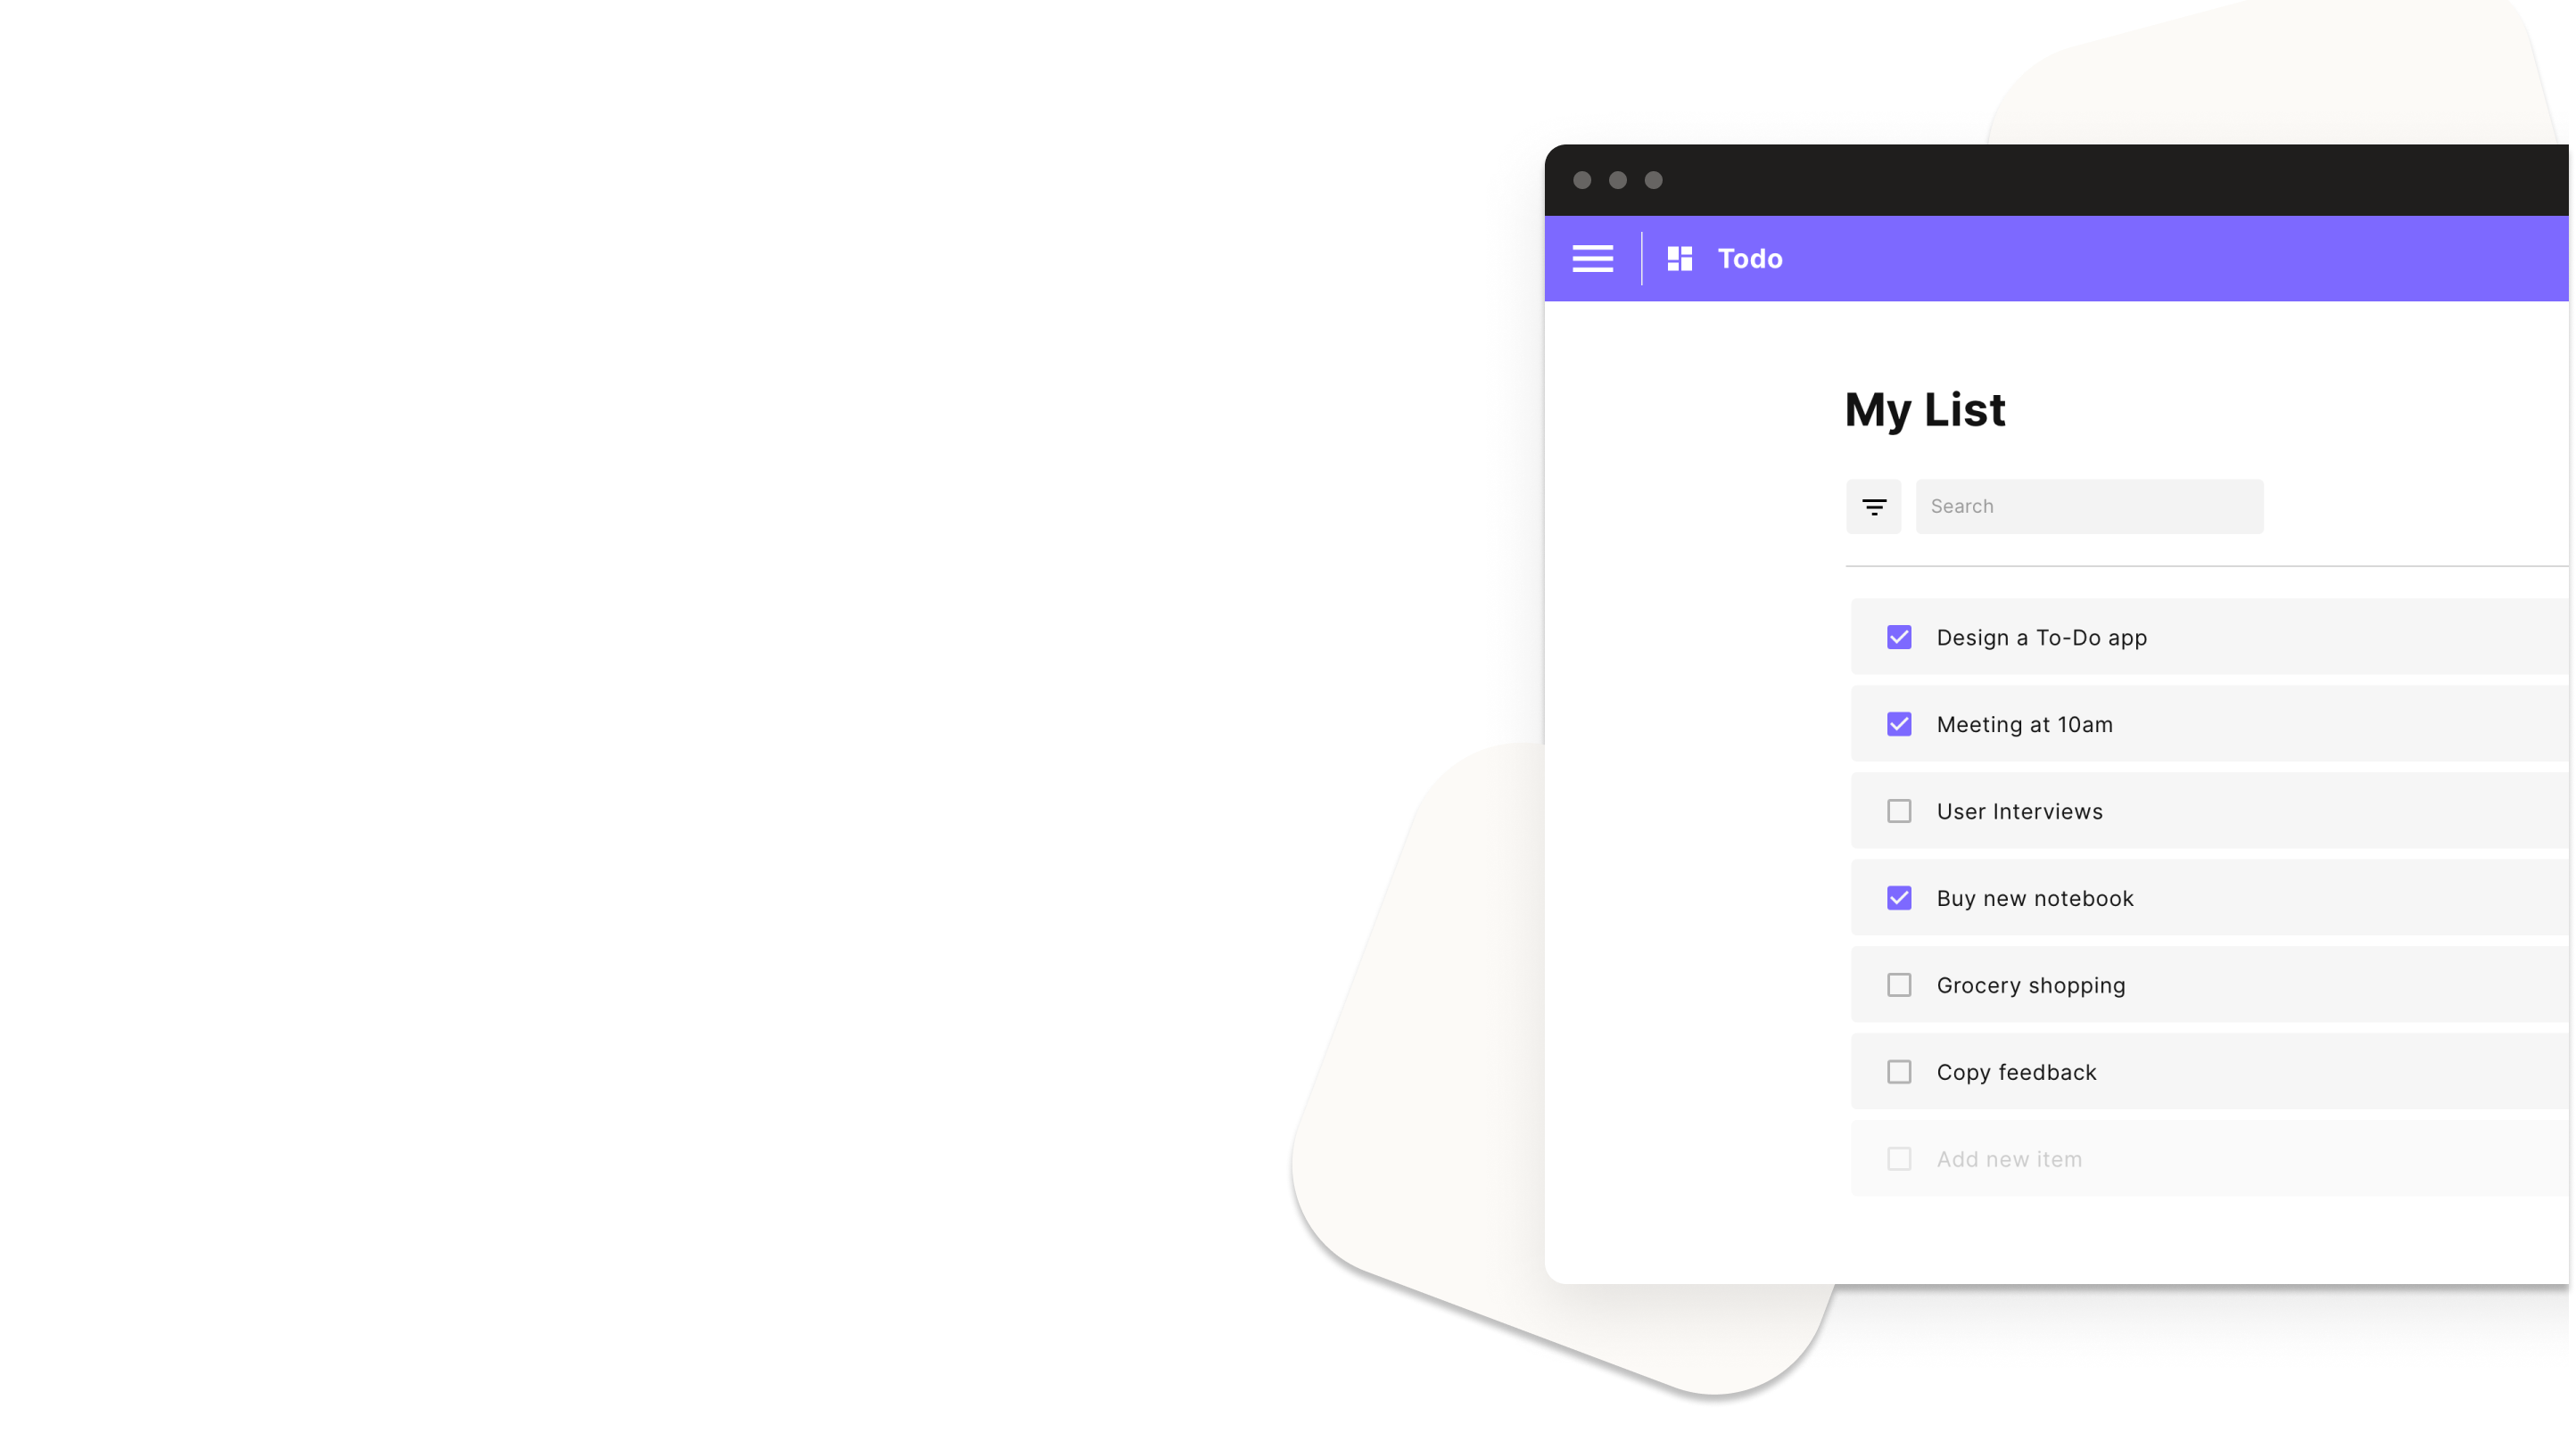 Todo
My List
Search
Design a To-Do app
Meeting at 10am
User Interviews
Buy new notebook
Grocery shopping
Copy feedback
Add new item